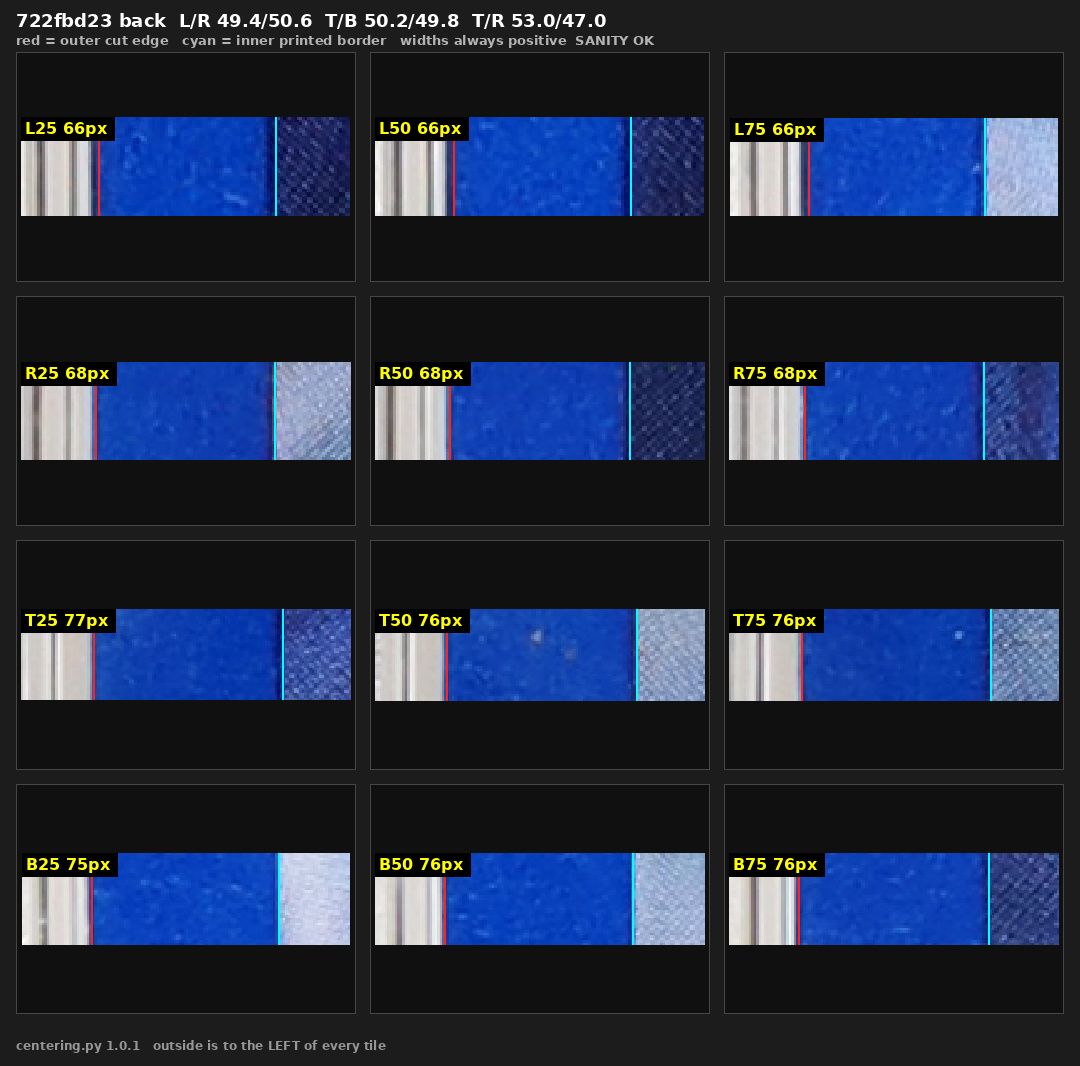 722fbd23 back  L/R 49.4/50.6  T/B 50.2/49.8  T/R 53.0/47.0
red = outer cut edge   cyan = inner printed border   widths always positive  SANITY OK
L25 66px
L50 66px
L75 66px
R25 68px
R50 68px
R75 68px
T25 77px
T50 76px
T75 76px
B25 75px
B50 76px
B75 76px
centering.py 1.0.1   outside is to the LEFT of every tile